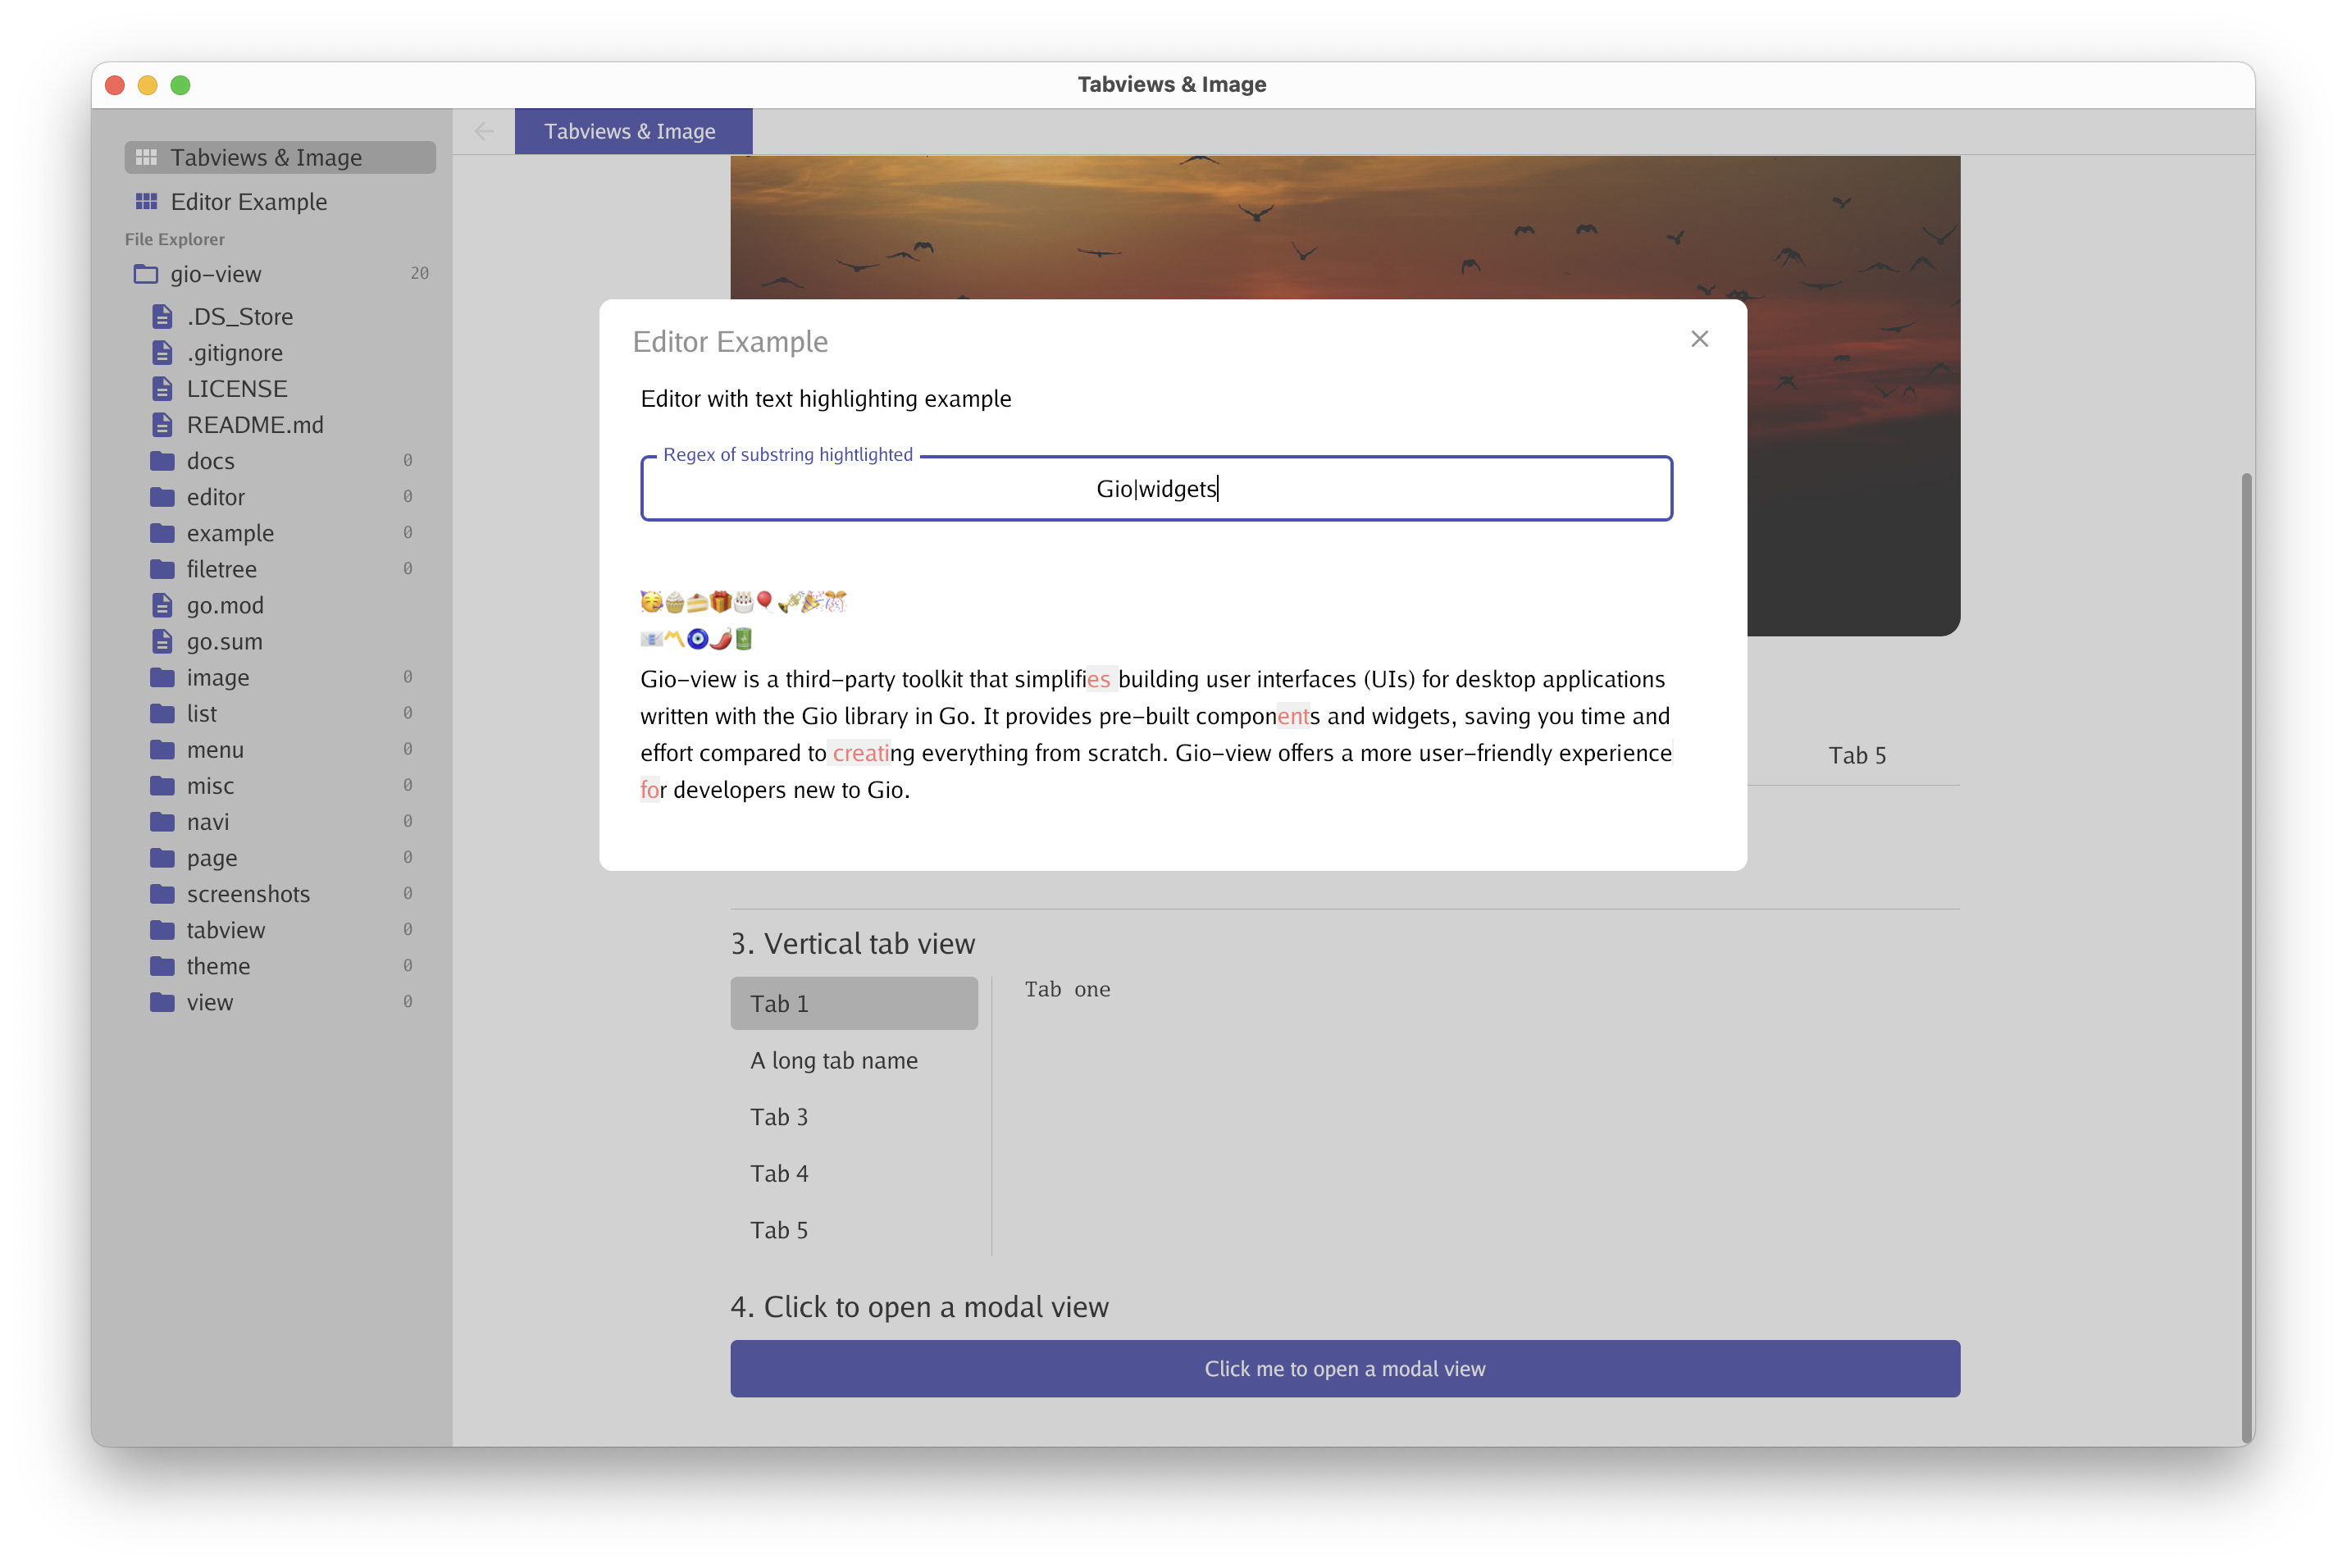 Tabviews & Image
Tabviews & Image
Editor Example
File Explorer
gio-view 20
.DS_Store
.gitignore
LICENSE
README.md
docs 0
editor 0
example 0
filetree 0
go.mod
go.sum
image 0
list 0
menu 0
misc 0
navi 0
page 0
screenshots 0
tabview 0
theme 0
view 0
Tabviews & Image
Editor Example
Editor with text highlighting example
Regex of substring hightlighted
Gio|widgets
🥳🧁🍰🎁🎂🎈🎺🎉🎊
📧〽️🧿🌶️🔋
Gio-view is a third-party toolkit that simplifies building user interfaces (UIs) for desktop applications
written with the Gio library in Go. It provides pre-built components and widgets, saving you time and
effort compared to creating everything from scratch. Gio-view offers a more user-friendly experience
for developers new to Gio.
Tab 5
3. Vertical tab view
Tab 1
A long tab name
Tab 3
Tab 4
Tab 5
Tab one
4. Click to open a modal view
Click me to open a modal view